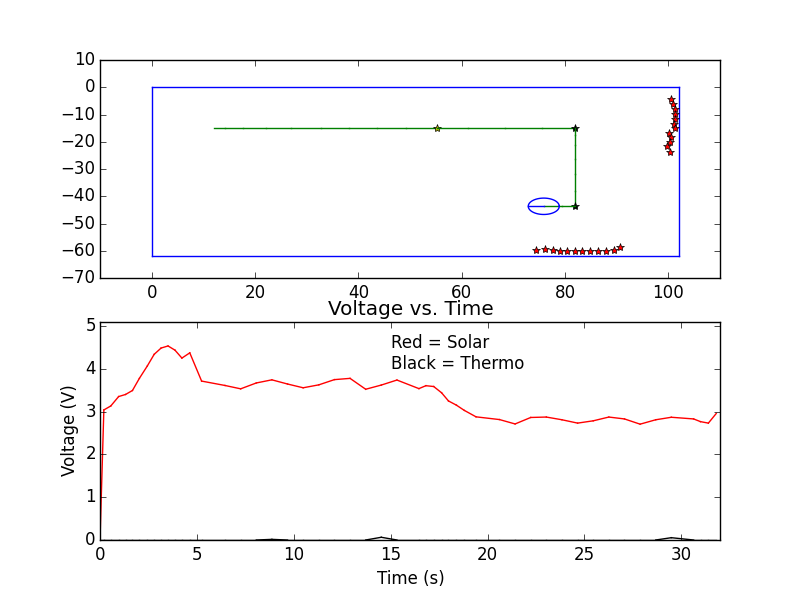 10
0
−10
−20
−30
−40
−50
−60
−70
0 20 40 60 80 100
Voltage vs. Time
5
4
3
2
1
0
Red = Solar
Black = Thermo
Voltage (V)
0 5 10 15 20 25 30
Time (s)